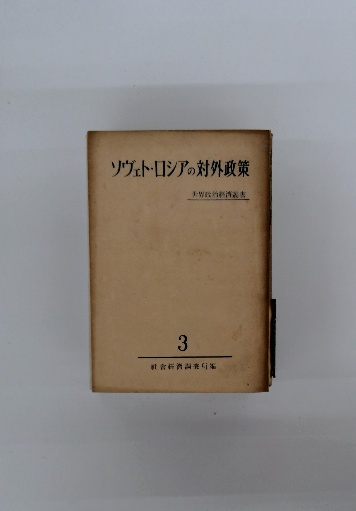 ソヴェト・ロシアの対外政策
世界政治経済叢書
3
社会経済調査所編